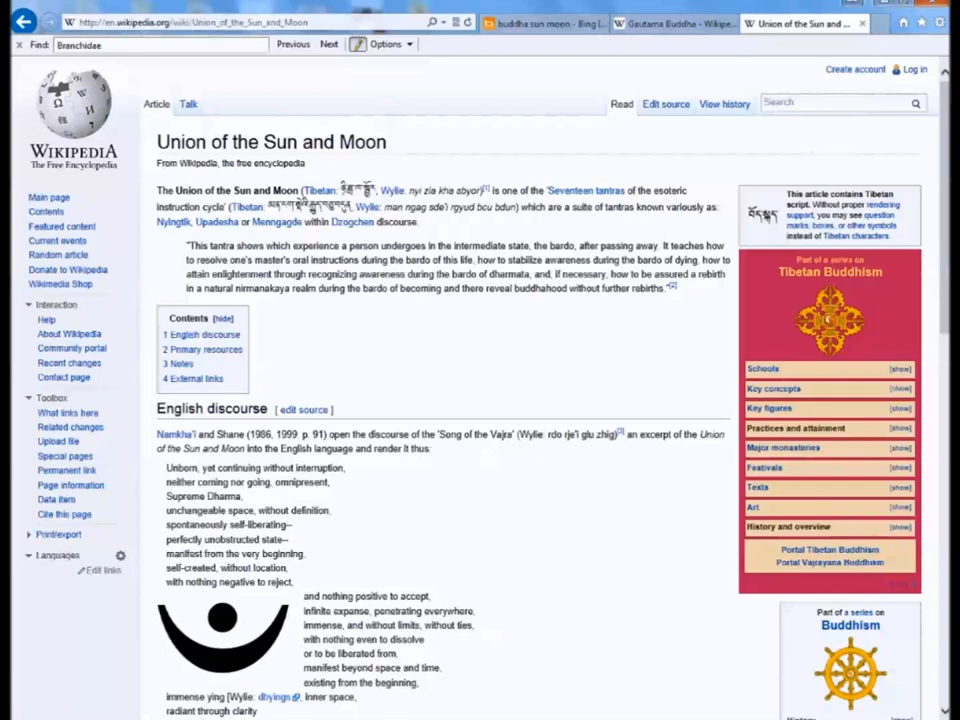 http://en.wikipedia.org/wiki/Union_of_the_Sun_and_Moon
buddha sun moon - Bing
Gautama Buddha - Wikipe...
Union of the Sun and ...
Find: Branchidae
Previous Next Options
Create account Log in
WIKIPEDIA
The Free Encyclopedia
Article Talk
Read Edit source View history
Search
Main page
Contents
Featured content
Current events
Random article
Donate to Wikipedia
Wikimedia Shop
Interaction
Help
About Wikipedia
Community portal
Recent changes
Contact page
Toolbox
What links here
Related changes
Upload file
Special pages
Permanent link
Page information
Data item
Cite this page
Print/export
Languages
Edit links
Union of the Sun and Moon
From Wikipedia, the free encyclopedia
The Union of the Sun and Moon (Tibetan: Wylie: nyi zla kha sbyor)[1] is one of the 'Seventeen tantras of the esoteric
instruction cycle' (Tibetan: Wylie: man ngag sde'i rgyud bcu bdun) which are a suite of tantras known variously as:
Nyingtik, Upadesha or Menngagde within Dzogchen discourse.
"This tantra shows which experience a person undergoes in the intermediate state, the bardo, after passing away. It teaches how
to resolve one's master's oral instructions during the bardo of this life, how to stabilize awareness during the bardo of dying, how to
attain enlightenment through recognizing awareness during the bardo of dharmata, and, if necessary, how to be assured a rebirth
in a natural nirmanakaya realm during the bardo of becoming and there reveal buddhahood without further rebirths."[2]
Contents [hide]
1 English discourse
2 Primary resources
3 Notes
4 External links
English discourse [ edit source ]
Namkha'i and Shane (1986, 1999: p. 91) open the discourse of the 'Song of the Vajra' (Wylie: rdo rje'i glu zhig)[3] an excerpt of the Union
of the Sun and Moon into the English language and render it thus:
Unborn, yet continuing without interruption,
neither coming nor going, omnipresent,
Supreme Dharma,
unchangeable space, without definition,
spontaneously self-liberating--
perfectly unobstructed state--
manifest from the very beginning,
self-created, without location,
with nothing negative to reject,
and nothing positive to accept,
infinite expanse, penetrating everywhere,
immense, and without limits, without ties,
with nothing even to dissolve
or to be liberated from,
manifest beyond space and time,
existing from the beginning,
immense ying [Wylie: dbyings], inner space,
radiant through clarity
This article contains Tibetan
script. Without proper rendering
support, you may see question
marks, boxes, or other symbols
instead of Tibetan characters.
Part of a series on
Tibetan Buddhism
Schools [show]
Key concepts [show]
Key figures [show]
Practices and attainment [show]
Major monasteries [show]
Festivals [show]
Texts [show]
Art [show]
History and overview [show]
Portal Tibetan Buddhism
Portal Vajrayana Buddhism
Part of a series on
Buddhism